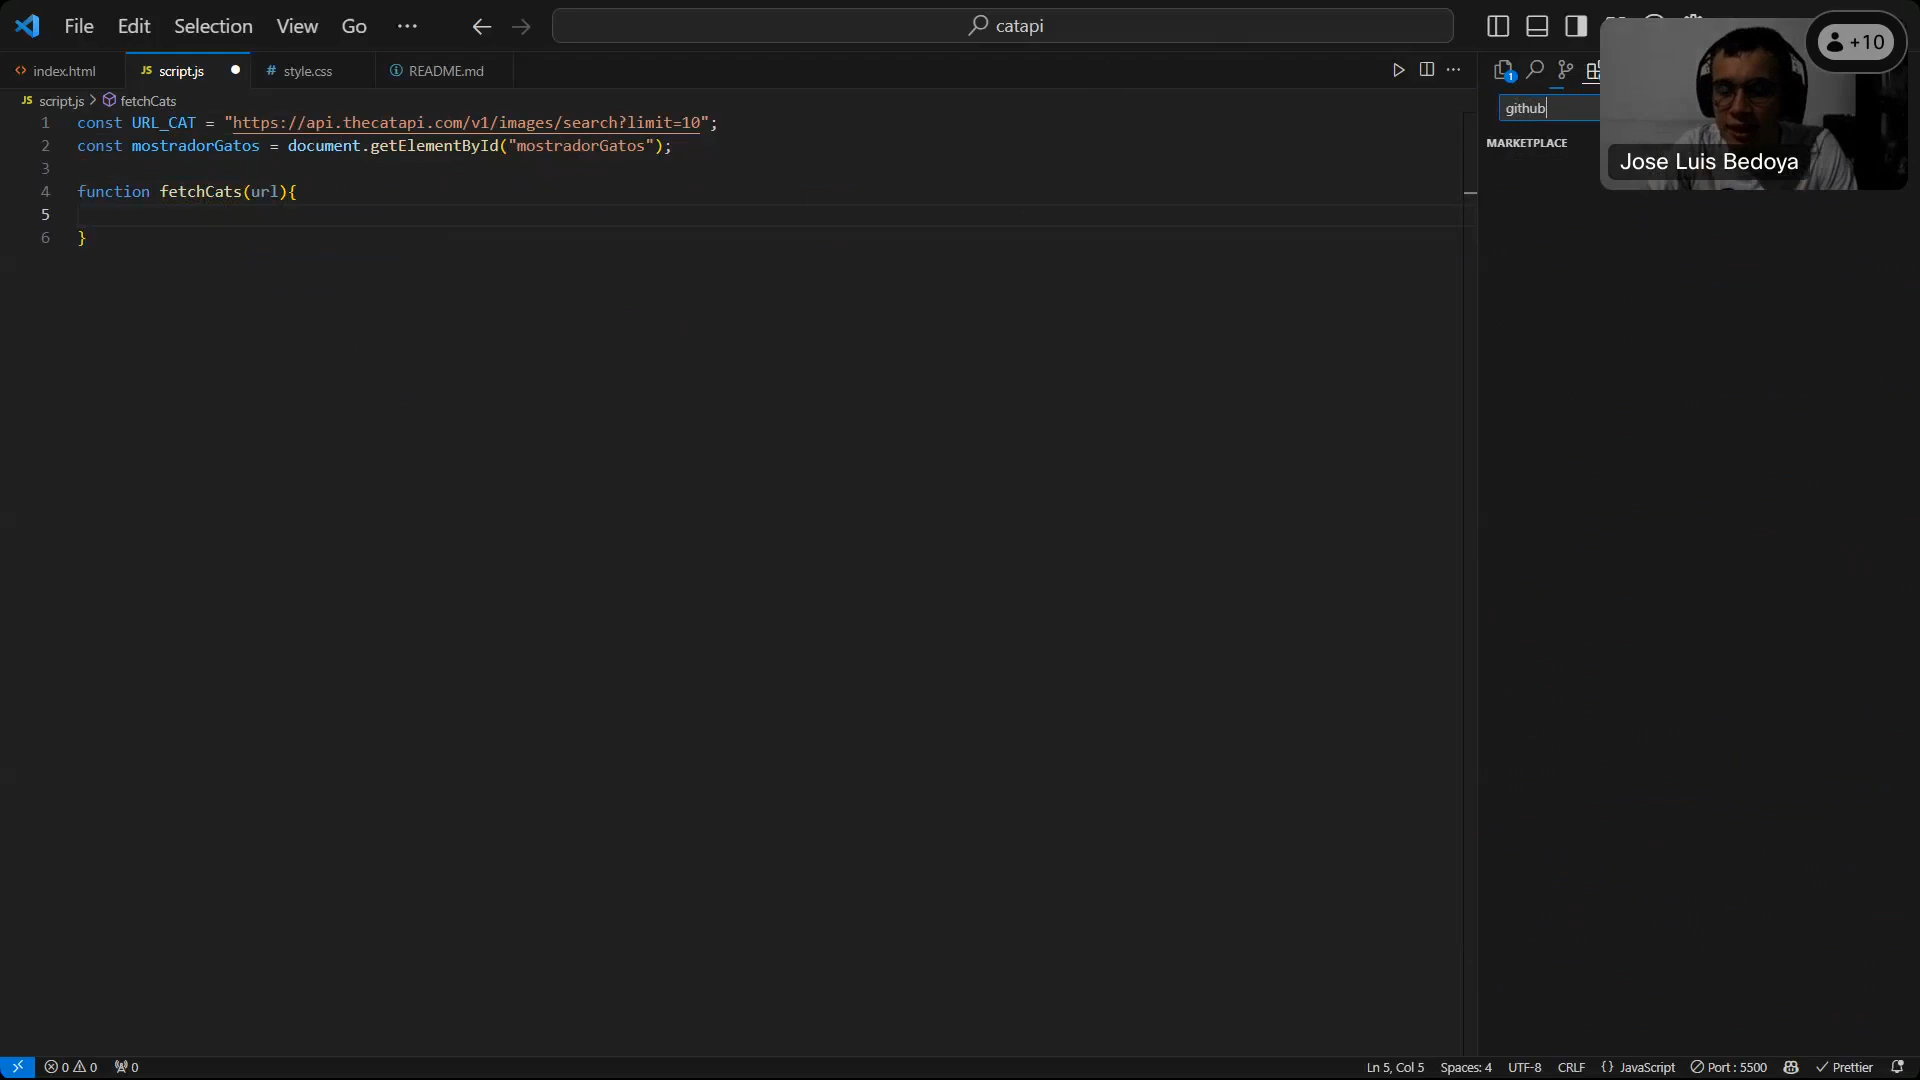 File Edit Selection View Go ··· catapi
+10
index.html JS script.js # style.css README.md
1
JS script.js > fetchCats
github
1 const URL_CAT = "https://api.thecatapi.com/v1/images/search?limit=10";
2 const mostradorGatos = document.getElementById("mostradorGatos");
3
4 function fetchCats(url){
5
6 }
MARKETPLACE
Jose Luis Bedoya
0 0 0 Ln 5, Col 5 Spaces: 4 UTF-8 CRLF {} JavaScript Port : 5500 Prettier